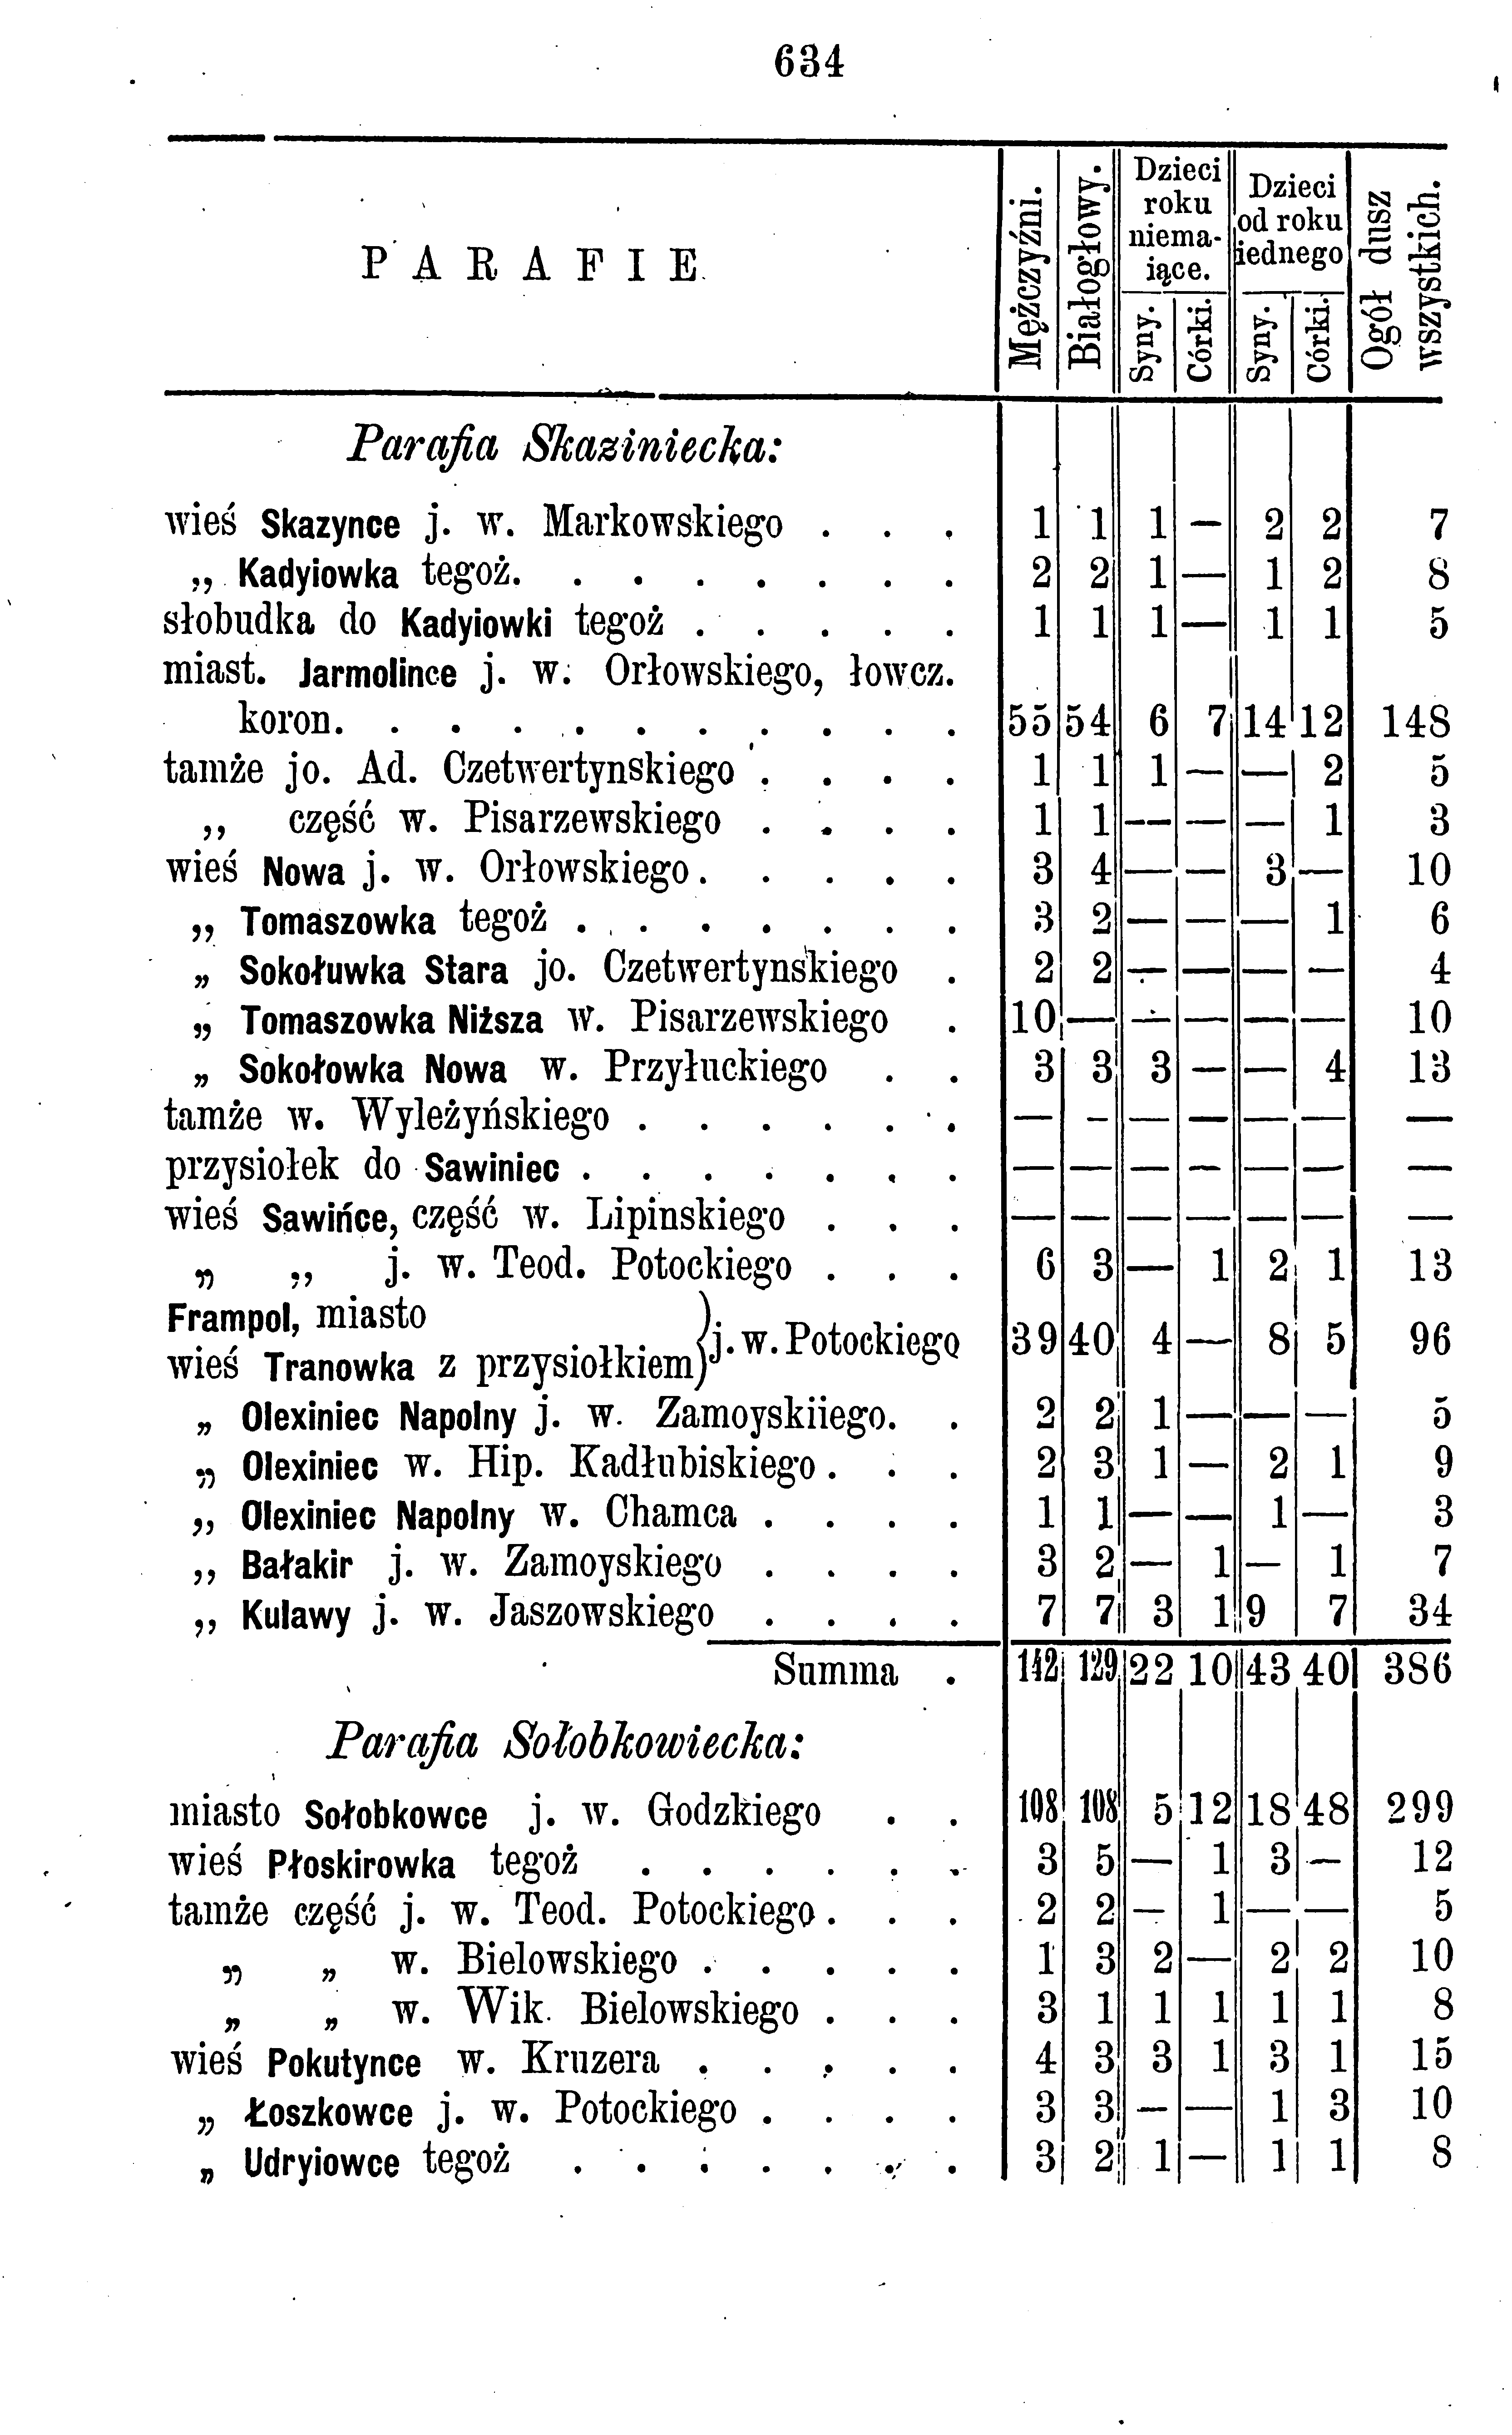 634
PARAFIE
Mężczyźni.
Białogłowy.
Dzieci roku niema-iące.
Syny.
Córki.
Dzieci od roku iednego
Syny.
Córki.
Ogół dusz wszystkich.
Parafia Skaziniecka:
wieś Skazynce j. w. Markowskiego . . . 1 1 1 — 2 2 7
„ Kadyiowka tegoż. . . . . . . . 2 2 1 — 1 2 8
słobudka do Kadyiowki tegoż . . . . . 1 1 1 — 1 1 5
miast. Jarmolince j. w. Orłowskiego, łowcz.
koron. . . . . . . . . . . 55 54 6 7 14 12 148
tamże jo. Ad. Czetwertynskiego . . . . 1 1 1 — — 2 5
„ część w. Pisarzewskiego . . . . 1 1 — — — 1 3
wieś Nowa j. w. Orłowskiego. . . . . 3 4 — — 3 — 10
„ Tomaszowka tegoż . . . . . . . 3 2 — — — 1 6
„ Sokołuwka Stara jo. Czetwertynskiego . 2 2 — — — — 4
„ Tomaszowka Niższa w. Pisarzewskiego . 10 — — — — — 10
„ Sokołowka Nowa w. Przyłuckiego . . 3 3 3 — — 4 13
tamże w. Wyleżyńskiego . . . . . . — — — — — — —
przysiołek do Sawiniec . . . . . . . — — — — — — —
wieś Sawińce, część w. Lipinskiego . . . — — — — — — —
„ „ j. w. Teod. Potockiego . . . 6 3 — 1 2 1 13
Frampol, miasto
wieś Tranowka z przysiołkiem } j. w. Potockiego 39 40 4 — 8 5 96
„ Olexiniec Napolny j. w. Zamoyskiiego. . 2 2 1 — — — 5
„ Olexiniec w. Hip. Kadłubiskiego . . . 2 3 1 — 2 1 9
„ Olexiniec Napolny w. Chamca . . . . 1 1 — — 1 — 3
„ Bałakir j. w. Zamoyskiego . . . . 3 2 — 1 — 1 7
„ Kulawy j. w. Jaszowskiego . . . . 7 7 3 1 9 7 34
Summa . 142 129 22 10 43 40 386
Parafia Sołobkowiecka:
miasto Sołobkowce j. w. Godzkiego . . 108 108 5 12 18 48 299
wieś Płoskirowka tegoż . . . . . . 3 5 — 1 3 — 12
tamże część j. w. Teod. Potockiego . . . 2 2 — 1 — — 5
„ „ w. Bielowskiego . . . . . 1 3 2 — 2 2 10
„ „ w. Wik. Bielowskiego . . . 3 1 1 1 1 1 8
wieś Pokutynce w. Kruzera . . . . . 4 3 3 1 3 1 15
„ Łoszkowce j. w. Potockiego . . . . 3 3 — — 1 3 10
„ Udryiowce tegoż . . . . . . . 3 2 1 — 1 1 8